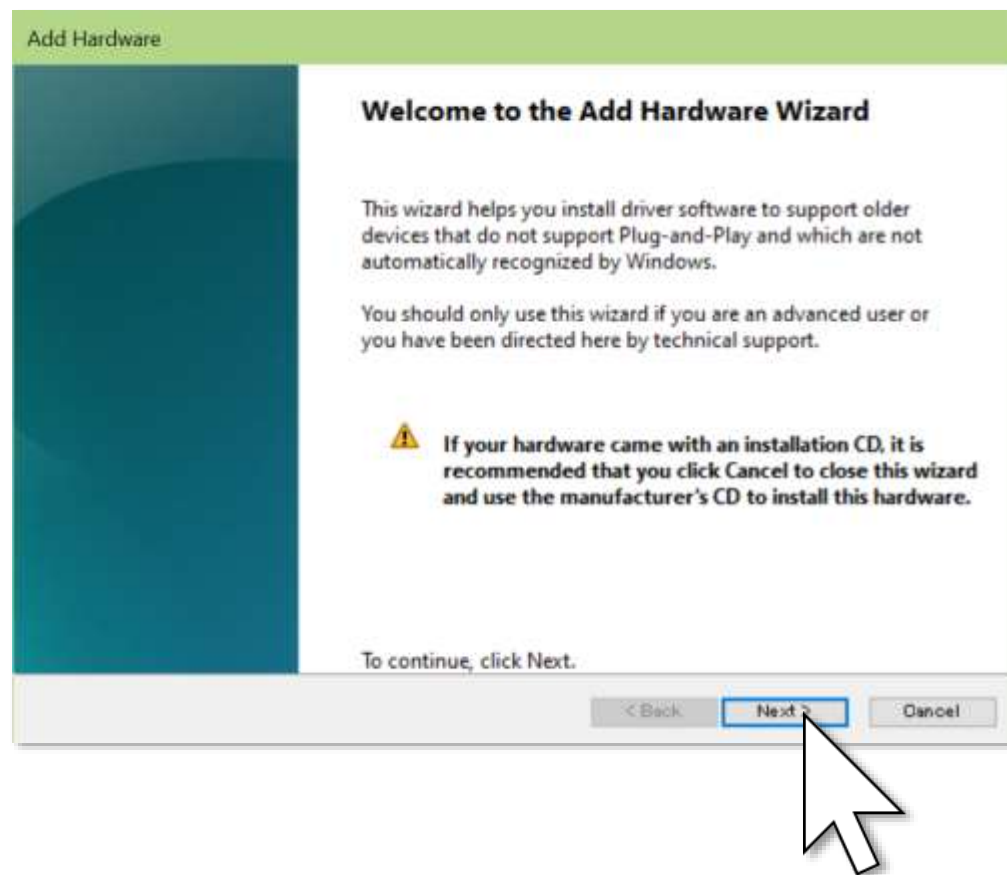 Add Hardware
Welcome to the Add Hardware Wizard
This wizard helps you install driver software to support older
devices that do not support Plug-and-Play and which are not
automatically recognized by Windows.
You should only use this wizard if you are an advanced user or
you have been directed here by technical support.
If your hardware came with an installation CD, it is
recommended that you click Cancel to close this wizard
and use the manufacturer's CD to install this hardware.
To continue, click Next.
< Back Next > Cancel